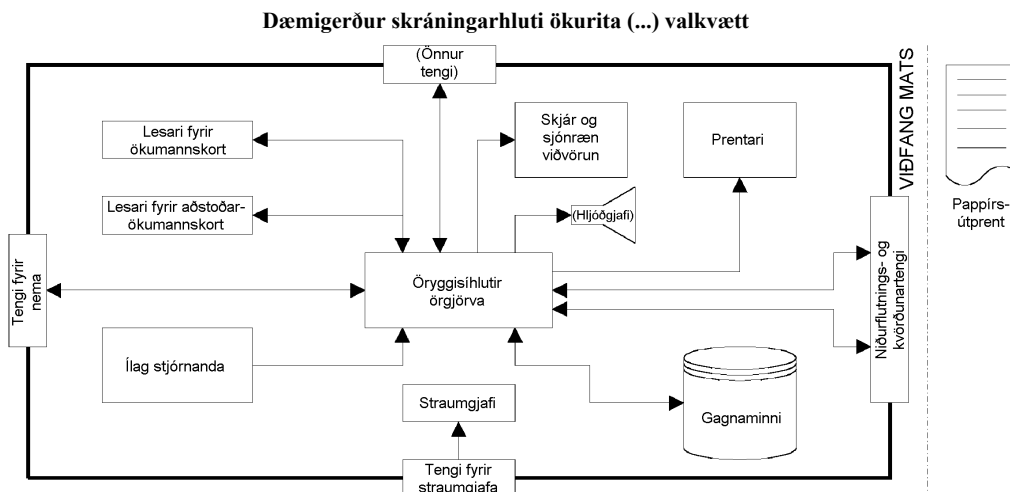 Dæmigerður skráningarhluti ökurita (...) valkvætt
(Önnur
tengi)
VIÐFANG MATS
Lesari fyrir
ökumannskort
Skjár og
sjónræn
viðvörun
Prentari
Pappírs-
útprent
Lesari fyrir aðstoðar-
ökumannskort
(Hljóðgjafi)
Tengi fyrir
nema
Öryggisíhlutir
örgjörva
Niðurflutnings- og
kvörðunartengi
Ílag stjórnanda
Straumgjafi
Gagnaminni
Tengi fyrir
straumgjafa